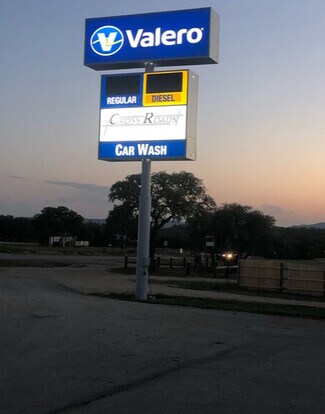 Valero
REGULAR DIESEL
CROSS ROADS
CAR WASH